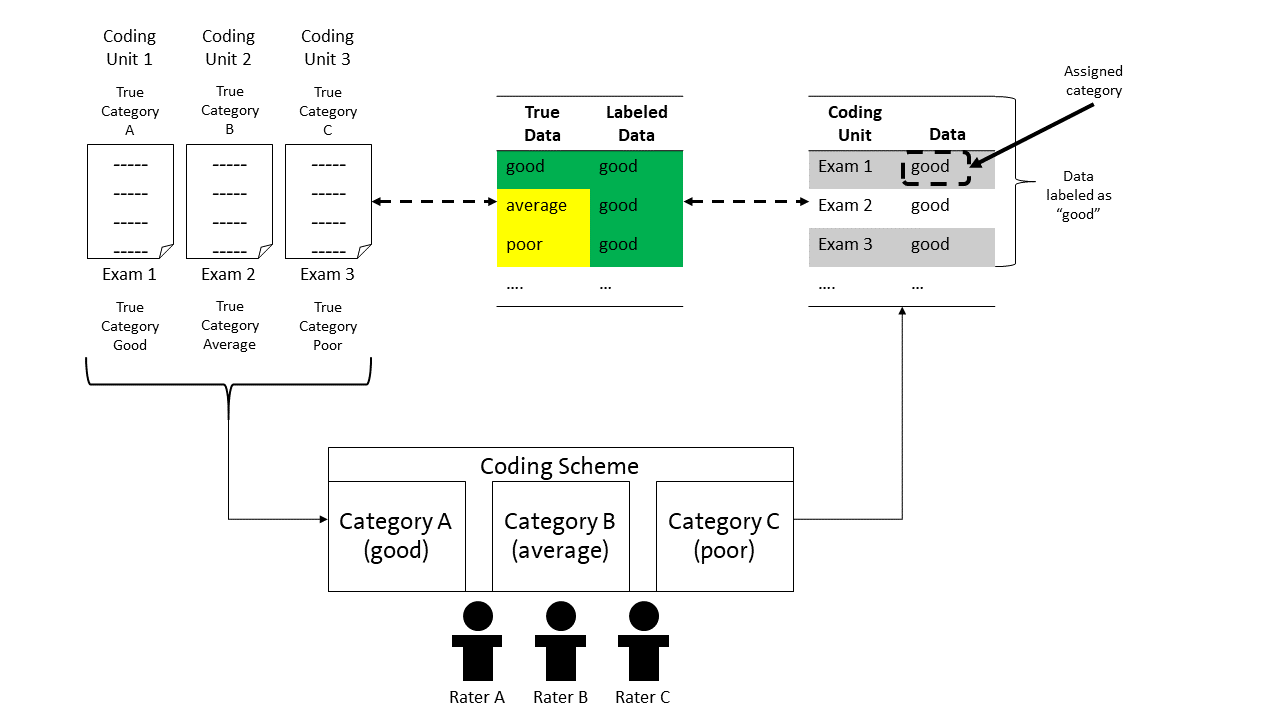 Coding
Unit 1
Coding
Unit 2
Coding
Unit 3
True
Category
A
True
Category
B
True
Category
C
-----
-----
-----
-----
-----
-----
-----
-----
-----
-----
-----
-----
Exam 1
Exam 2
Exam 3
True
Category
Good
True
Category
Average
True
Category
Poor
True
Data
Labeled
Data
good good
average good
poor good
.... ...
Coding
Unit
Data
Exam 1 good
Exam 2 good
Exam 3 good
.... ...
Assigned
category
Data
labeled as
“good”
Coding Scheme
Category A
(good)
Category B
(average)
Category C
(poor)
Rater A
Rater B
Rater C